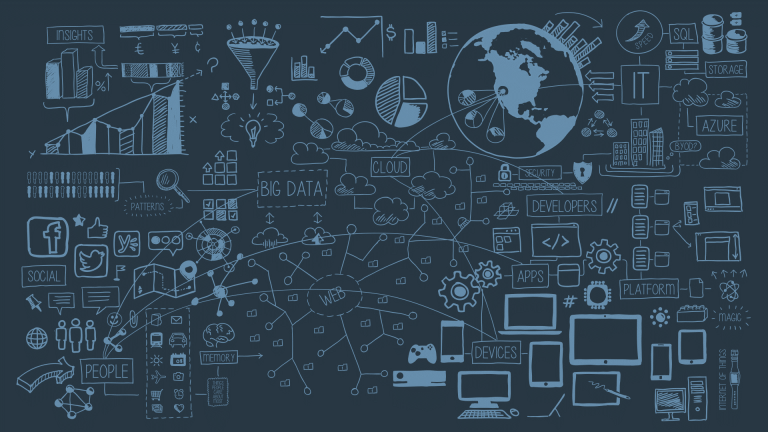 INSIGHTS
€ ¥ ¢
$
SPEED
SQL
STORAGE
%
?
IT
AZURE
BYOD?
Y
X
CLOUD
SECURITY
BIG DATA
PATTERNS
DEVELOPERS //
</>
f
SOCIAL
WEB
APPS
PLATFORM
#
MAGIC
MEMORY
DEVICES
PEOPLE
INTERNET OF THINGS